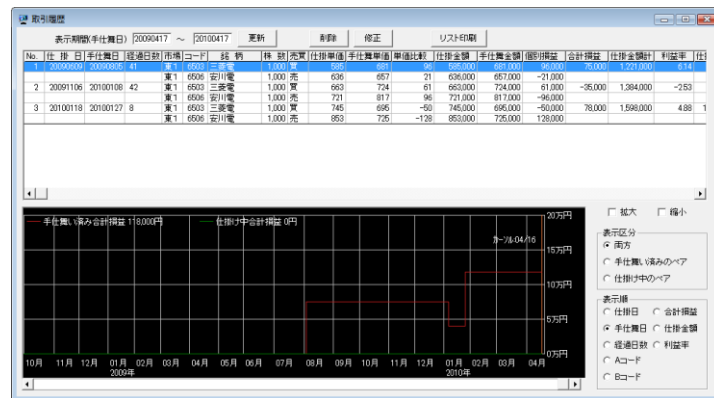 取引履歴
表示期間(手仕舞日) 20090417 ～ 20100417 更新 削除 修正 リスト印刷
No. 仕 掛 日 手仕舞日 経過日数 市場 コード 銘 柄 株 数 売買 仕掛単価 手仕舞単価 単価比較 仕掛金額 手仕舞金額 個別損益 合計損益 仕掛金額計 利益率 仕
1 20090609 20090805 41 東1 6503 三菱電 1,000 買 585 681 96 585,000 681,000 96,000 75,000 1,221,000 6.14
東1 6506 安川電 1,000 売 636 657 21 636,000 657,000 -21,000
2 20091106 20100108 42 東1 6503 三菱電 1,000 買 663 724 61 663,000 724,000 61,000 -35,000 1,384,000 -2.53
東1 6506 安川電 1,000 売 721 817 96 721,000 817,000 -96,000
3 20100118 20100127 8 東1 6503 三菱電 1,000 買 745 695 -50 745,000 695,000 -50,000 78,000 1,598,000 4.88 1
東1 6506 安川電 1,000 売 853 725 -128 853,000 725,000 128,000
手仕舞い済み合計損益 118,000円 仕掛け中合計損益 0円
カーソル04/16
20万円
15万円
10万円
5万円
0万円
10月 11月 12月 01月 02月 03月 04月 05月 06月 07月 08月 09月 10月 11月 12月 01月 02月 03月 04月
2009年 2010年
拡大 縮小
表示区分
両方
手仕舞い済みのペア
仕掛け中のペア
表示順
仕掛日 合計損益
手仕舞日 仕掛金額
経過日数 利益率
Aコード
Bコード